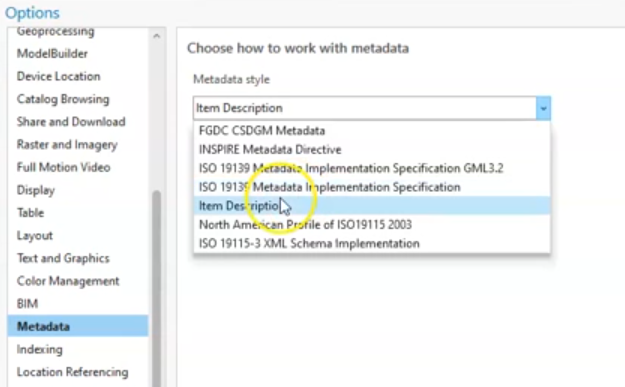 Options
Geoprocessing
ModelBuilder
Device Location
Catalog Browsing
Share and Download
Raster and Imagery
Full Motion Video
Display
Table
Layout
Text and Graphics
Color Management
BIM
Metadata
Indexing
Location Referencing
Choose how to work with metadata
Metadata style
Item Description
FGDC CSDGM Metadata
INSPIRE Metadata Directive
ISO 19139 Metadata Implementation Specification GML3.2
ISO 19139 Metadata Implementation Specification
Item Description
North American Profile of ISO19115 2003
ISO 19115-3 XML Schema Implementation